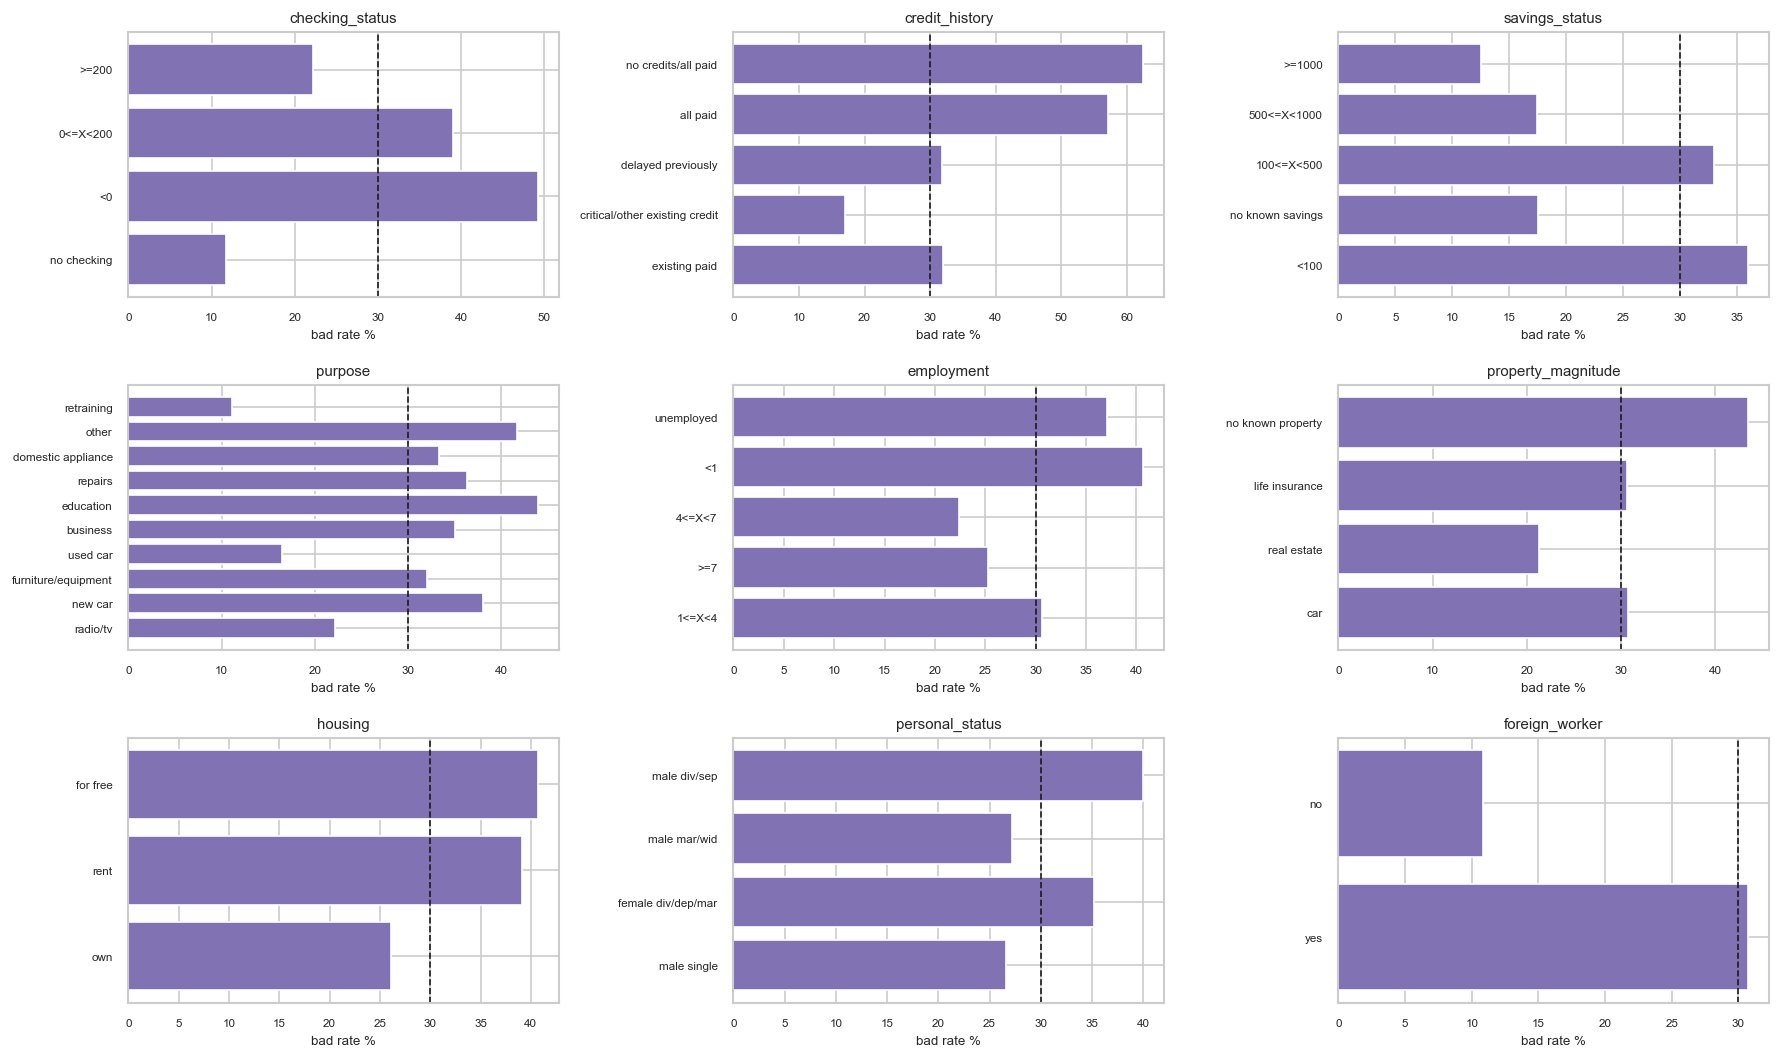 checking_status
>=200
0<=X<200
<0
no checking
0 10 20 30 40 50
bad rate %
credit_history
no credits/all paid
all paid
delayed previously
critical/other existing credit
existing paid
0 10 20 30 40 50 60
bad rate %
savings_status
>=1000
500<=X<1000
100<=X<500
no known savings
<100
0 5 10 15 20 25 30 35
bad rate %
purpose
retraining
other
domestic appliance
repairs
education
business
used car
furniture/equipment
new car
radio/tv
0 10 20 30 40
bad rate %
employment
unemployed
<1
4<=X<7
>=7
1<=X<4
0 5 10 15 20 25 30 35 40
bad rate %
property_magnitude
no known property
life insurance
real estate
car
0 10 20 30 40
bad rate %
housing
for free
rent
own
0 5 10 15 20 25 30 35 40
bad rate %
personal_status
male div/sep
male mar/wid
female div/dep/mar
male single
0 5 10 15 20 25 30 35 40
bad rate %
foreign_worker
no
yes
0 5 10 15 20 25 30
bad rate %